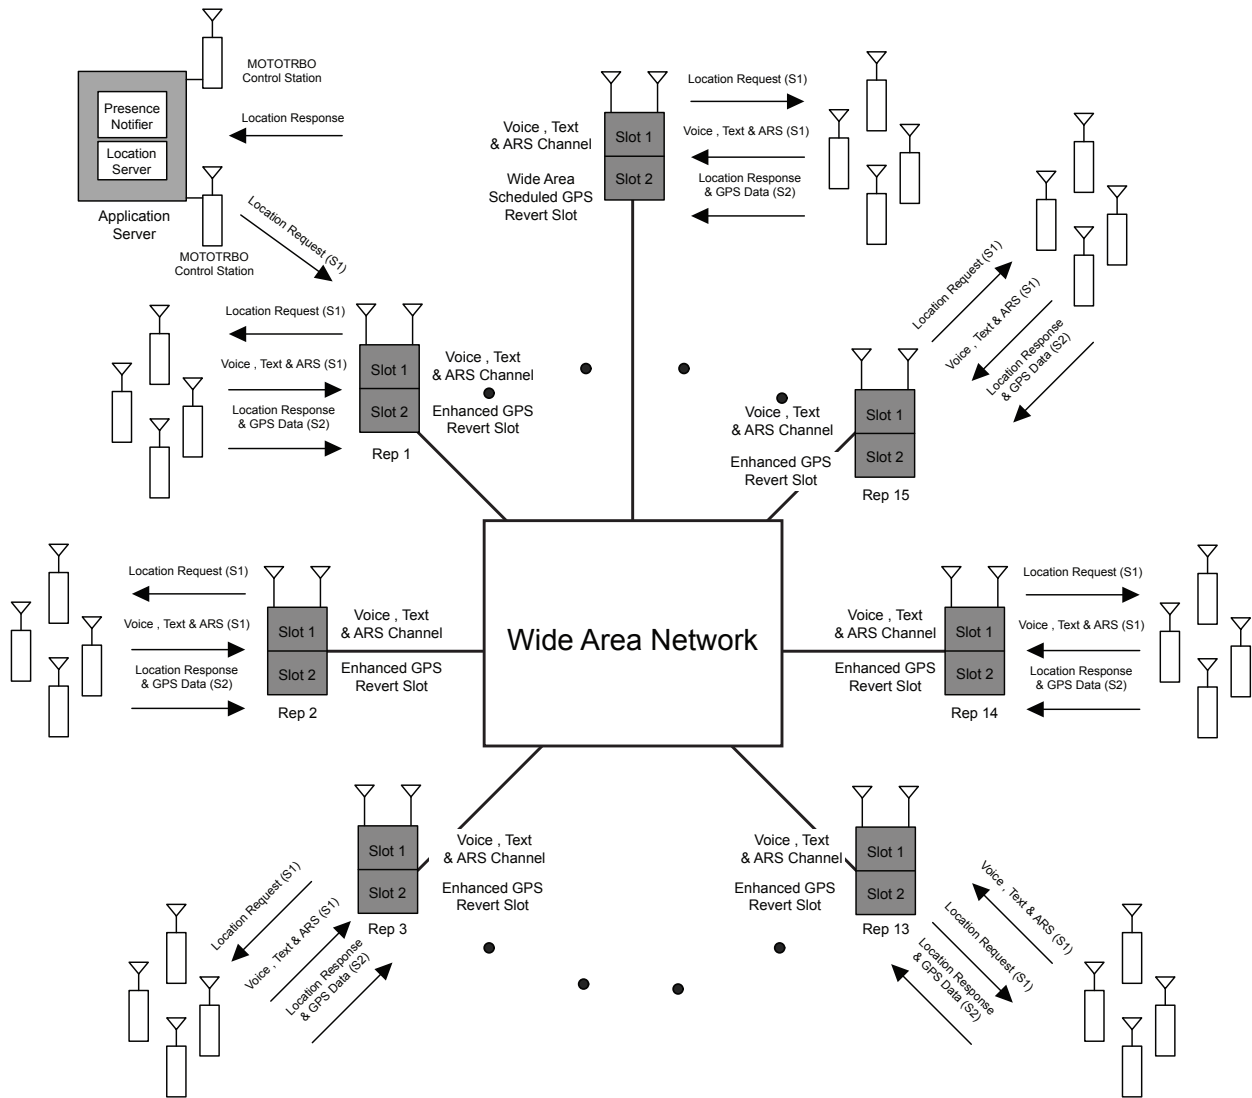 MOTOTRBO
Control Station
Presence
Notifier
Location
Server
Application
Server
Location Response
MOTOTRBO
Control Station
Location Request (S1)
Voice , Text
& ARS Channel
Wide Area
Scheduled GPS
Revert Slot
Slot 1
Slot 2
Location Request (S1)
Voice , Text & ARS (S1)
Location Response
& GPS Data (S2)
Location Request (S1)
Voice , Text & ARS (S1)
Location Response
& GPS Data (S2)
Slot 1
Slot 2
Rep 1
Voice , Text
& ARS Channel
Enhanced GPS
Revert Slot
Voice , Text
& ARS Channel
Enhanced GPS
Revert Slot
Slot 1
Slot 2
Rep 15
Location Request (S1)
Voice , Text & ARS (S1)
Location Response
& GPS Data (S2)
Location Request (S1)
Voice , Text & ARS (S1)
Location Response
& GPS Data (S2)
Slot 1
Slot 2
Rep 2
Voice , Text
& ARS Channel
Enhanced GPS
Revert Slot
Wide Area Network
Voice , Text
& ARS Channel
Enhanced GPS
Revert Slot
Slot 1
Slot 2
Rep 14
Location Request (S1)
Voice , Text & ARS (S1)
Location Response
& GPS Data (S2)
Location Request (S1)
Voice , Text & ARS (S1)
Location Response
& GPS Data (S2)
Slot 1
Slot 2
Rep 3
Voice , Text
& ARS Channel
Enhanced GPS
Revert Slot
Voice , Text
& ARS Channel
Enhanced GPS
Revert Slot
Slot 1
Slot 2
Rep 13
Voice , Text & ARS (S1)
Location Request (S1)
Location Response
& GPS Data (S2)